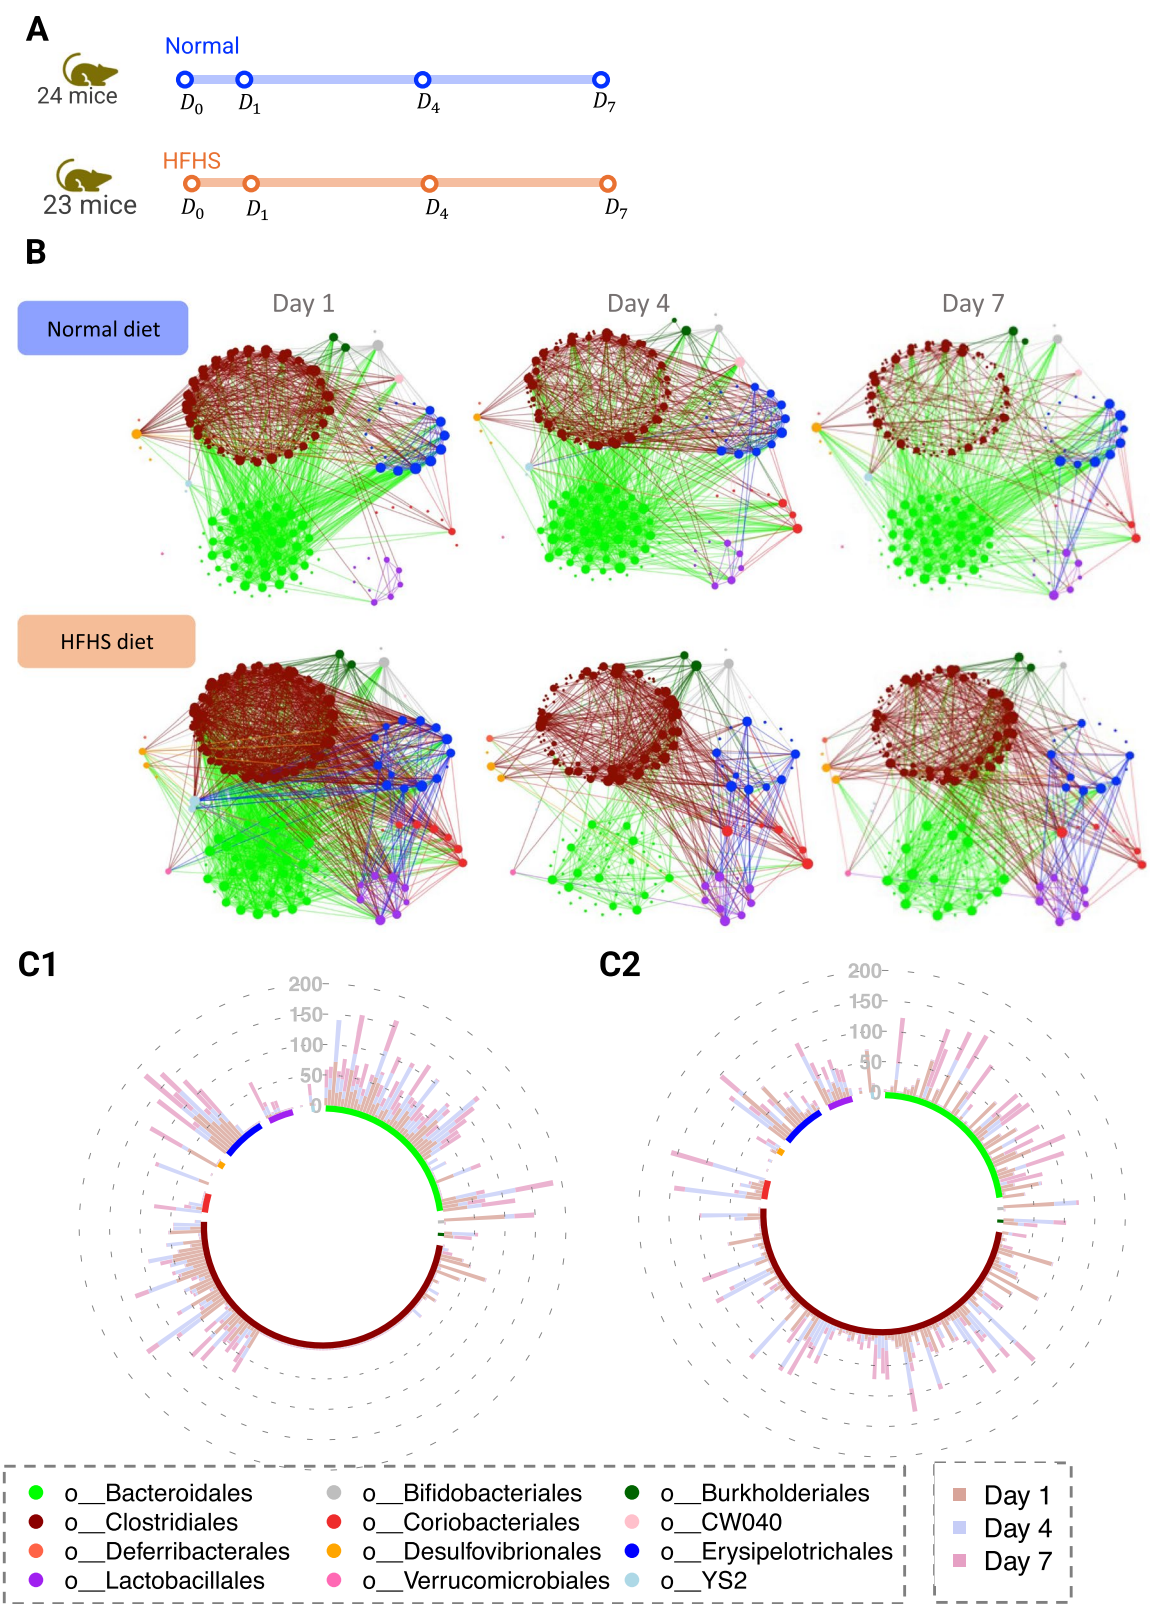 A
Normal
24 mice
D0 D1 D4 D7
HFHS
23 mice
D0 D1 D4 D7
B
Day 1 Day 4 Day 7
Normal diet
HFHS diet
C1 C2
200
150
100
50
0
200
150
100
50
0
o__Bacteroidales o__Bifidobacteriales o__Burkholderiales
o__Clostridiales o__Coriobacteriales o__CW040
o__Deferribacterales o__Desulfovibrionales o__Erysipelotrichales
o__Lactobacillales o__Verrucomicrobiales o__YS2
Day 1
Day 4
Day 7